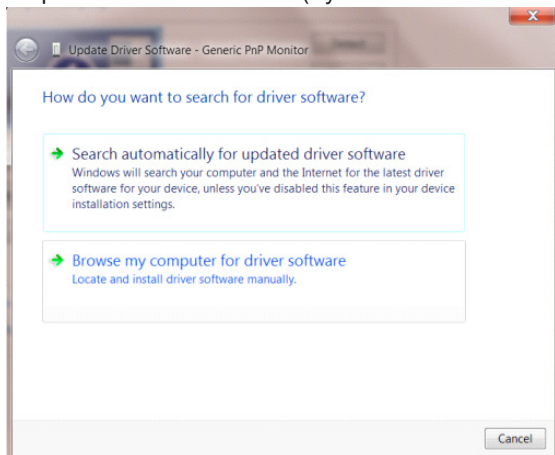 Update Driver Software - Generic PnP Monitor
How do you want to search for driver software?
Search automatically for updated driver software
Windows will search your computer and the Internet for the latest driver
software for your device, unless you've disabled this feature in your device
installation settings.
Browse my computer for driver software
Locate and install driver software manually.
Cancel